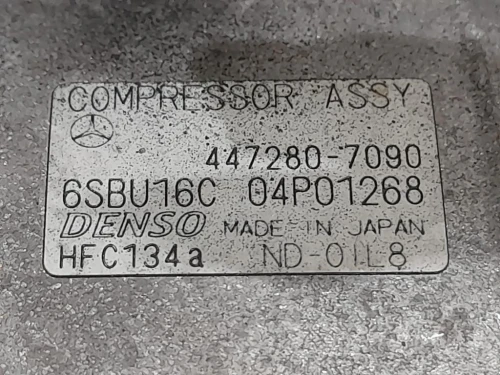 COMPRESSOR ASSY
447280-7090
6SBU16C 04P01268
DENSO MADE IN JAPAN
HFC134a ND-OIL8